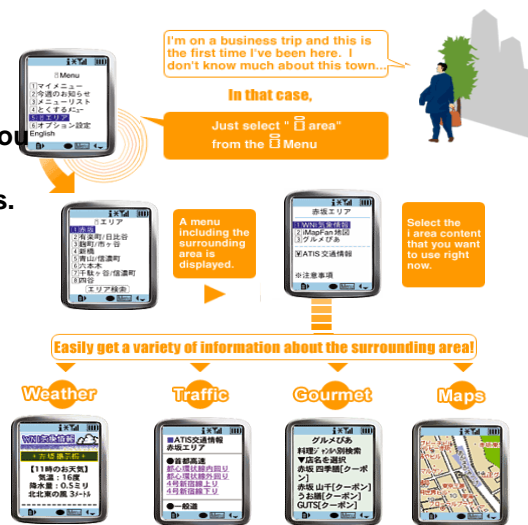 I'm on a business trip and this is
the first time I've been here. I
don't know much about this town...
In that case,
Just select " i area"
from the i Menu
ou
s.
i Menu
1マイメニュー
2今週のお知らせ
3メニューリスト
4とくするメニュー
5iエリア
6オプション設定
English
iエリア
1赤坂
2有楽町/日比谷
3麹町/市ヶ谷
4新橋
5青山/信濃町
6六本木
7千駄ヶ谷/信濃町
8四谷
エリア検索
A menu
including the
surrounding
area is
displayed.
赤坂エリア
1WNI気象情報
2iMapFan地図
3グルメぴあ
ATIS交通情報
※注意事項
Select the
i area content
that you want
to use right
now.
Easily get a variety of information about the surrounding area!
Weather
Traffic
Gourmet
Maps
WNI気象情報
【11時のお天気】
気温：16度
降水量：0.5ミリ
北北東の風 3メートル
■ATIS交通情報
赤坂エリア
●首都高速
都心環状線内回り
都心環状線外回り
4号新宿線上り
4号新宿線下り
●一般道
グルメぴあ
料理ジャンル別検索
▼店名を選択
赤坂 四季膳[クーポ
ン]
赤坂 山千[クーポン]
うお膳[クーポン]
GUTS[クーポン]